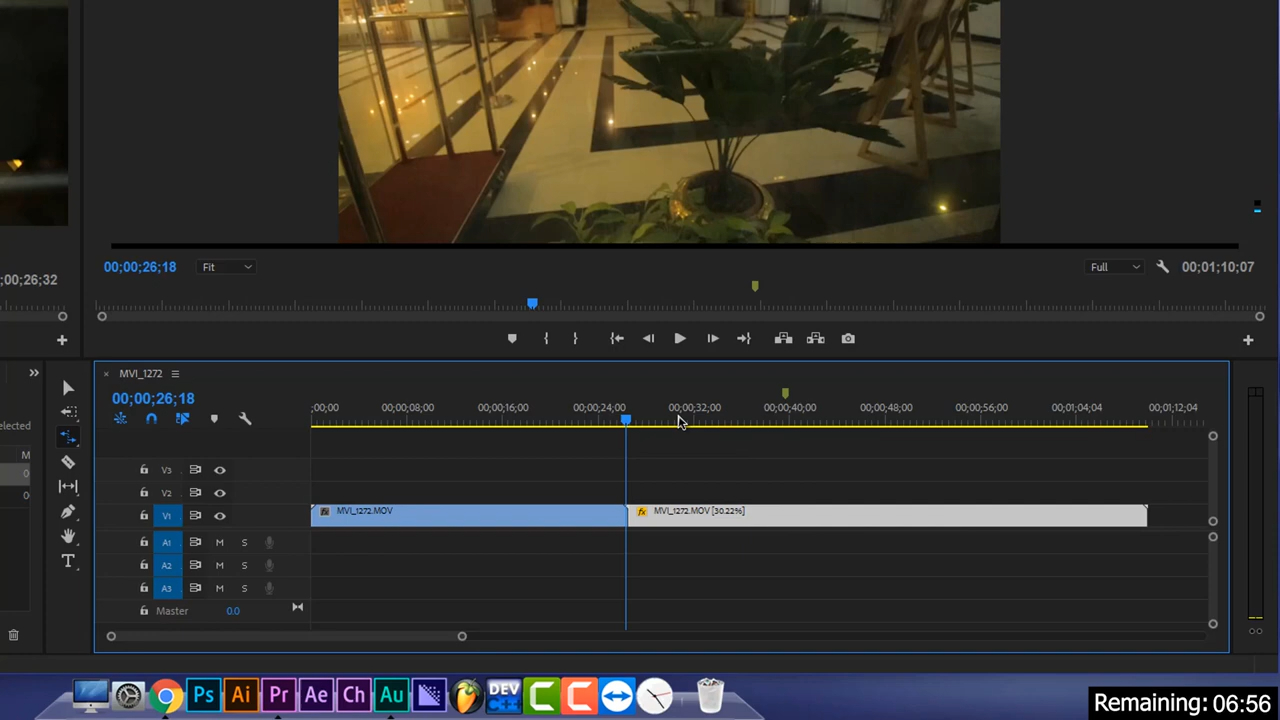 ;00;26;32
00;00;26;18
Fit
Full
00;01;10;07
MVI_1272
00;00;26;18
;00;00
00;00;08;00
00;00;16;00
00;00;24;00
00;00;32;00
00;00;40;00
00;00;48;00
00;00;56;00
00;01;04;04
00;01;12;04
elected
M
0
0
V3
V2
V1
fx MVI_1272.MOV
fx MVI_1272.MOV [30.22%]
A1 M S
A2 M S
A3 M S
Master 0.0
T
Ps Ai Pr Ae Ch Au DEV C C
Remaining: 06:56